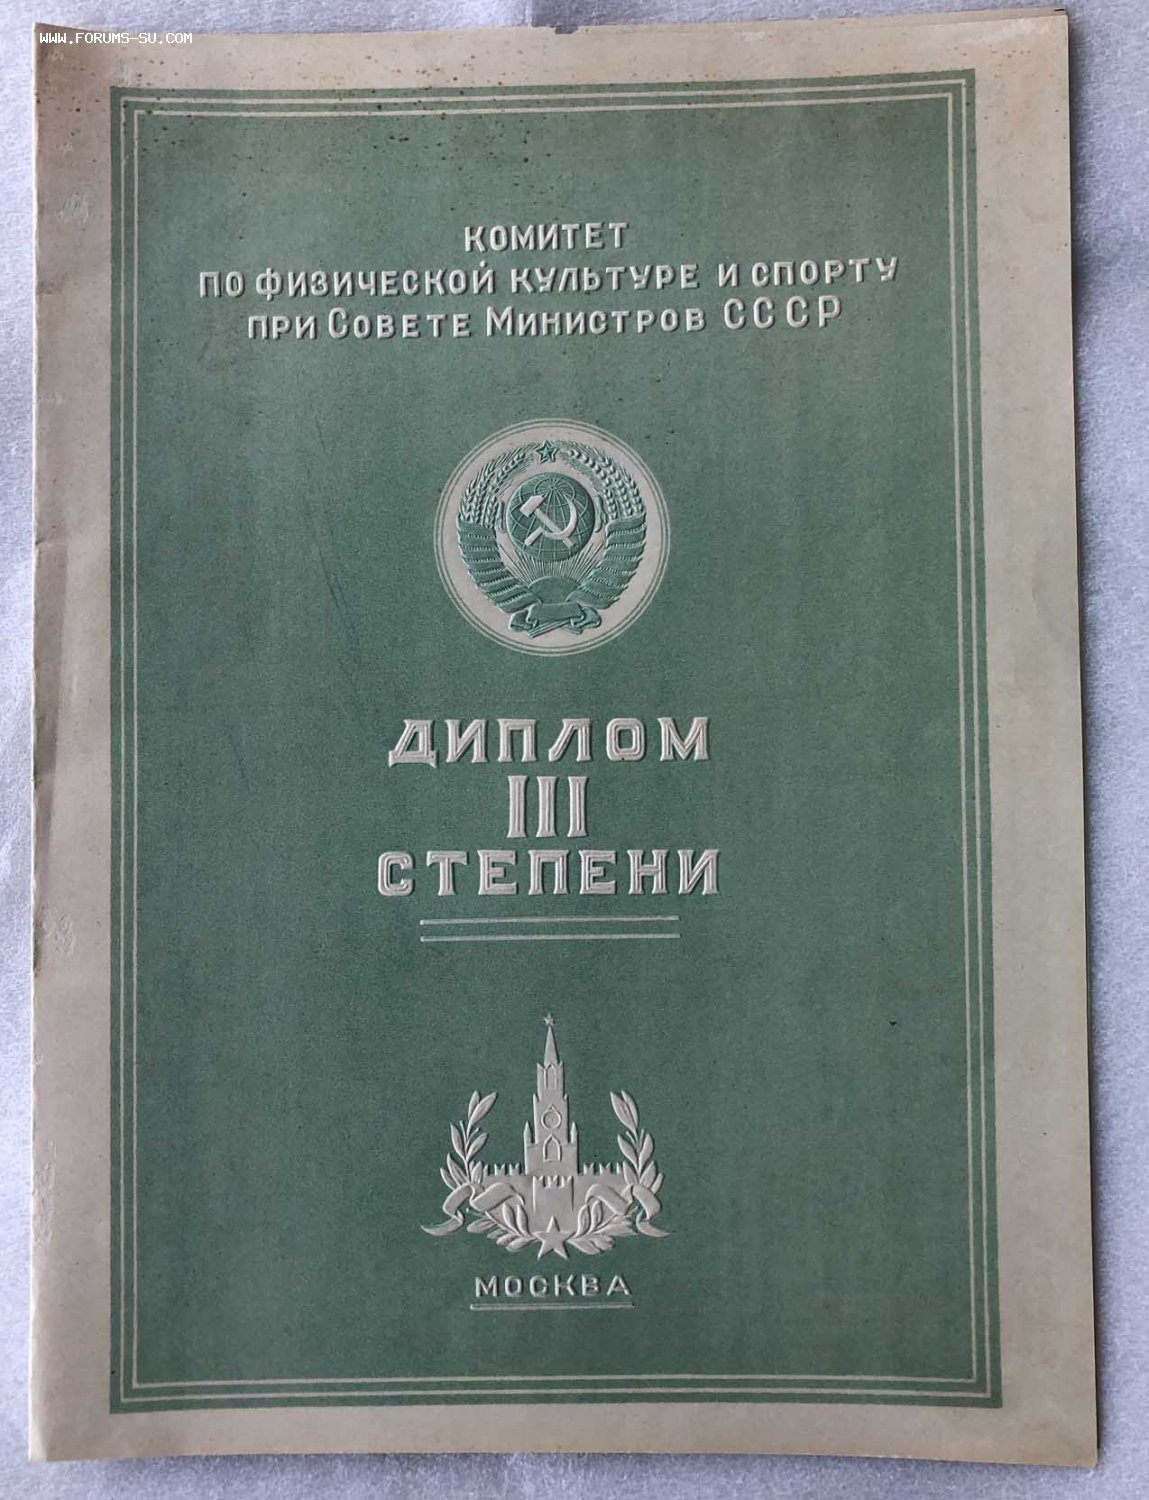 WWW.FORUMS-SU.COM
КОМИТЕТ
ПО ФИЗИЧЕСКОЙ КУЛЬТУРЕ И СПОРТУ
ПРИ СОВЕТЕ МИНИСТРОВ СССР
ДИПЛОМ
III
СТЕПЕНИ
МОСКВА